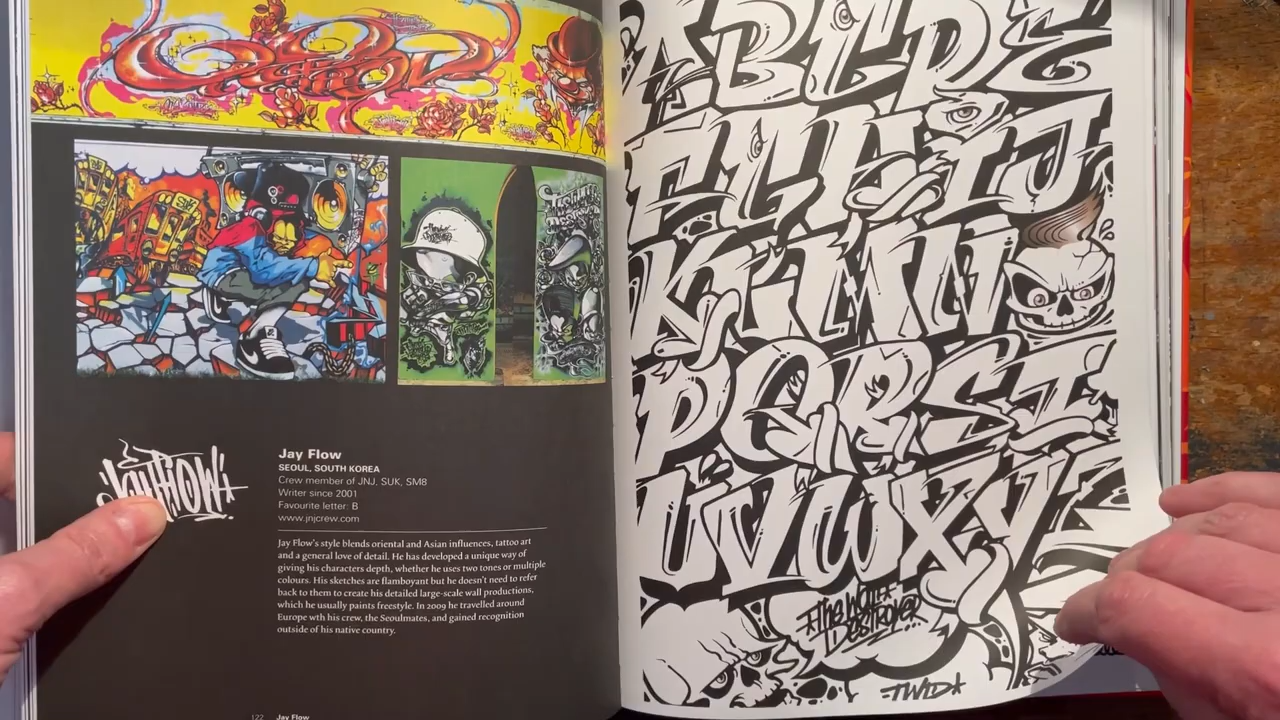 Jay Flow
SEOUL, SOUTH KOREA
Crew member of JNJ, SUK, SM8
Writer since 2001
Favourite letter: B
www.jnjcrew.com
Jay Flow's style blends oriental and Asian influences, tattoo art
and a general love of detail. He has developed a unique way of
giving his characters depth, whether he uses two tones or multiple
colours. His sketches are flamboyant but he doesn't need to refer
back to them to create his detailed large-scale wall productions,
which he usually paints freestyle. In 2009 he travelled around
Europe wth his crew, the Seoulmates, and gained recognition
outside of his native country.
122 Jay Flow
A B C D E
F G H I J
K L M N
P Q R S T
U V W X Y Z